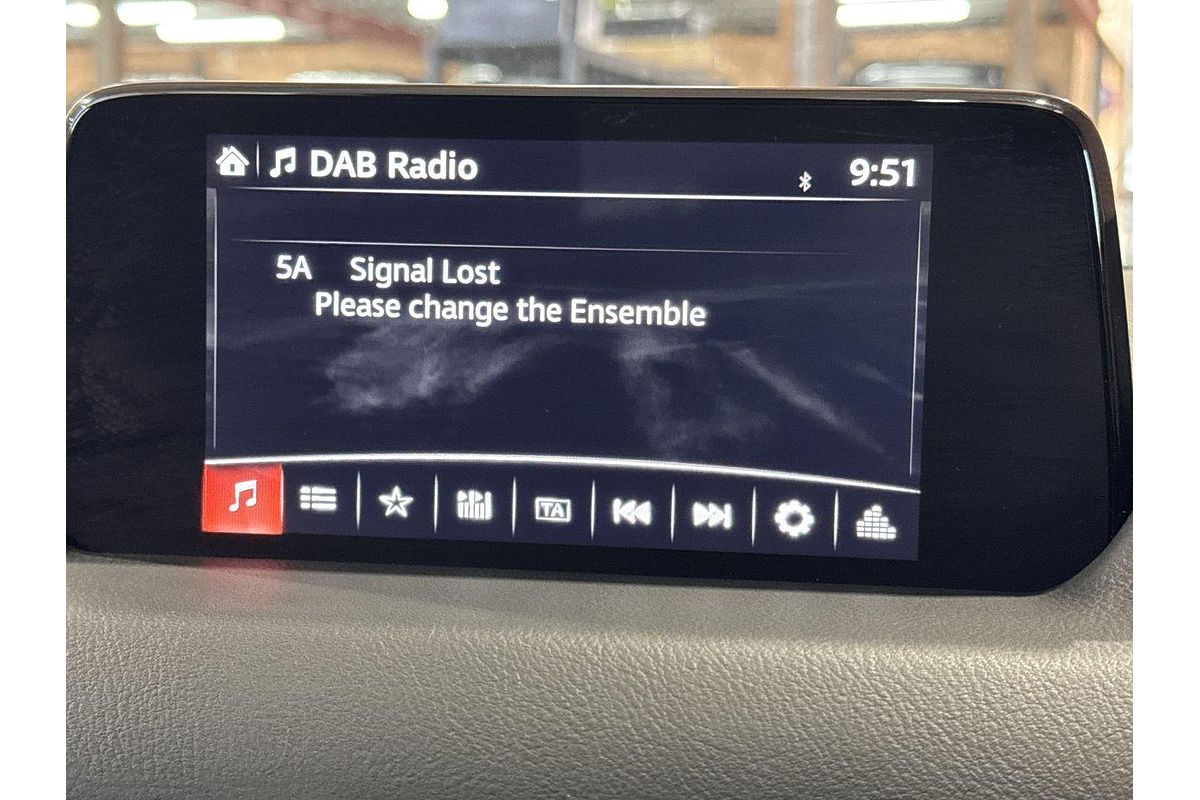 DAB Radio
9:51
5A Signal Lost
Please change the Ensemble
TA